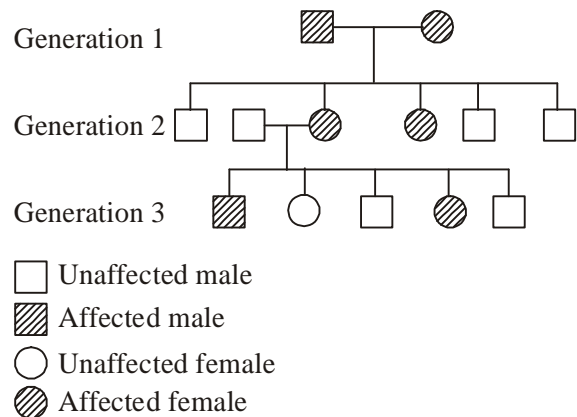 Generation 1
Generation 2
Generation 3
Unaffected male
Affected male
Unaffected female
Affected female